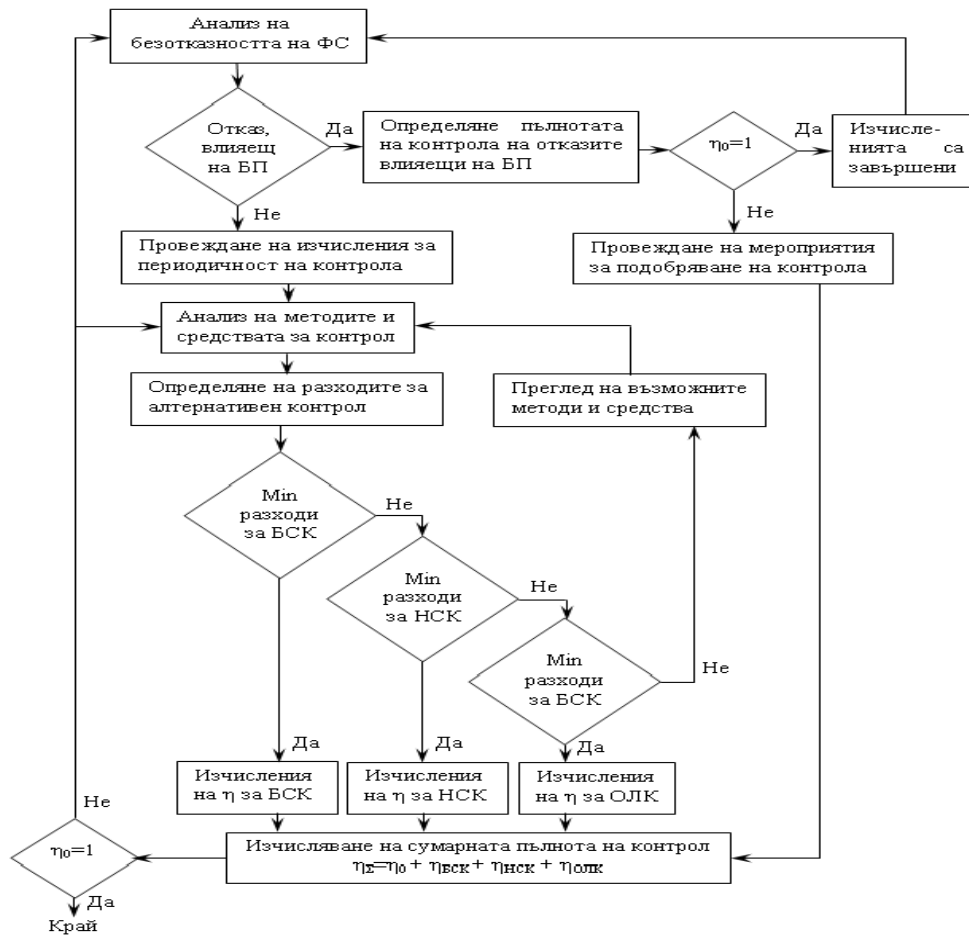 Анализ на
безотказността на ФС
Отказ,
влияещ
на БП
Да
Определяне пълнотата
на контрола на отказите
влияещи на БП
η₀=1
Да
Изчисле-
нията са
завършени
Не
Не
Провеждане на изчисления за
периодичност на контрола
Провеждане на мероприятия
за подобряване на контрола
Анализ на методите и
средствата за контрол
Определяне на разходите за
алтернативен контрол
Преглед на възможните
методи и средства
Min
разходи
за БСК
Не
Min
разходи
за НСК
Не
Min
разходи
за БСК
Не
Да
Да
Да
Изчисления
на η за БСК
Изчисления
на η за НСК
Изчисления
на η за ОЛК
Не
η₀=1
Изчисляване на сумарната пълнота на контрол
ηΣ=η₀ + ηБСК + ηНСК + ηОЛК
Да
Край